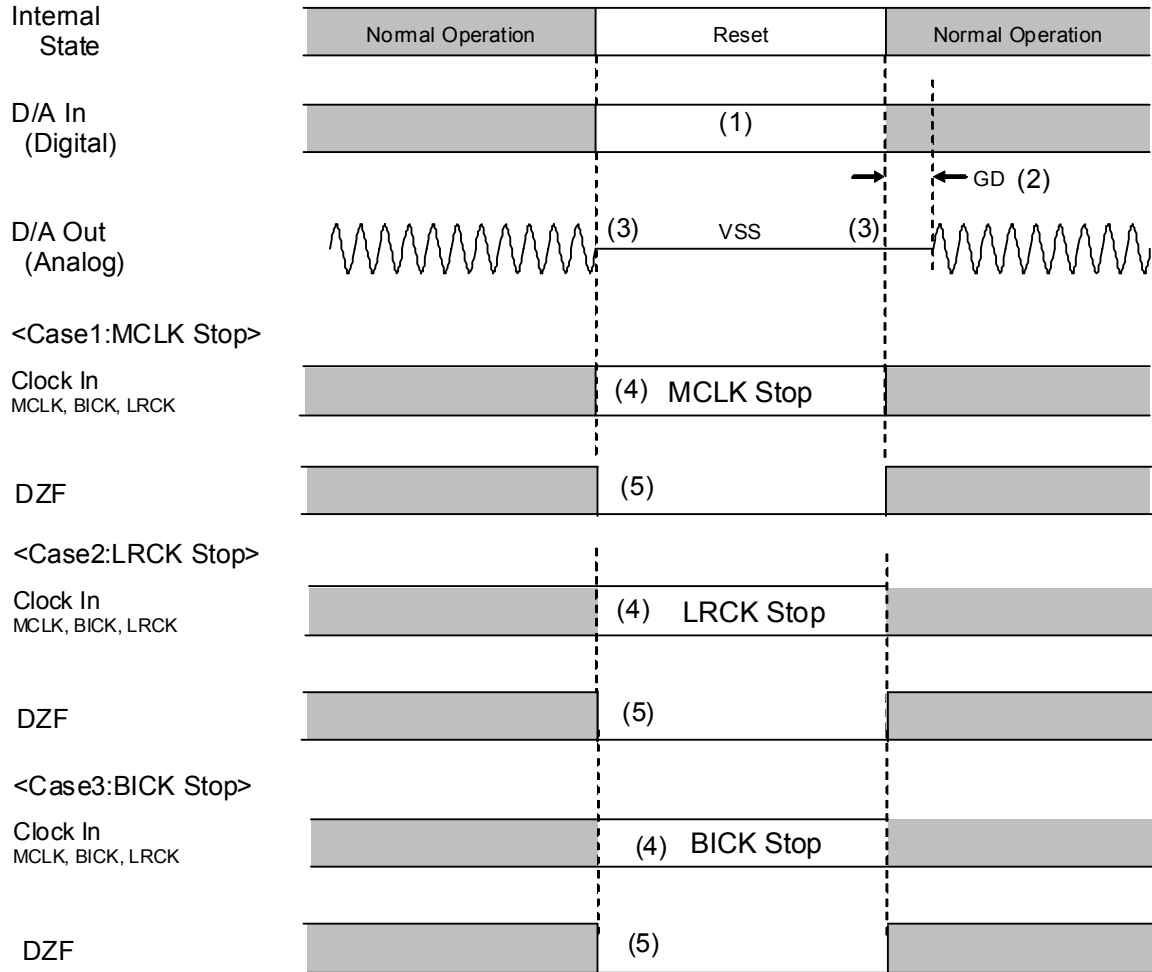 Internal
State
Normal Operation
Reset
Normal Operation
D/A In
(Digital)
(1)
GD (2)
D/A Out
(Analog)
(3)
VSS
(3)
<Case1:MCLK Stop>
Clock In
MCLK, BICK, LRCK
(4) MCLK Stop
DZF
(5)
<Case2:LRCK Stop>
Clock In
MCLK, BICK, LRCK
(4) LRCK Stop
DZF
(5)
<Case3:BICK Stop>
Clock In
MCLK, BICK, LRCK
(4) BICK Stop
DZF
(5)